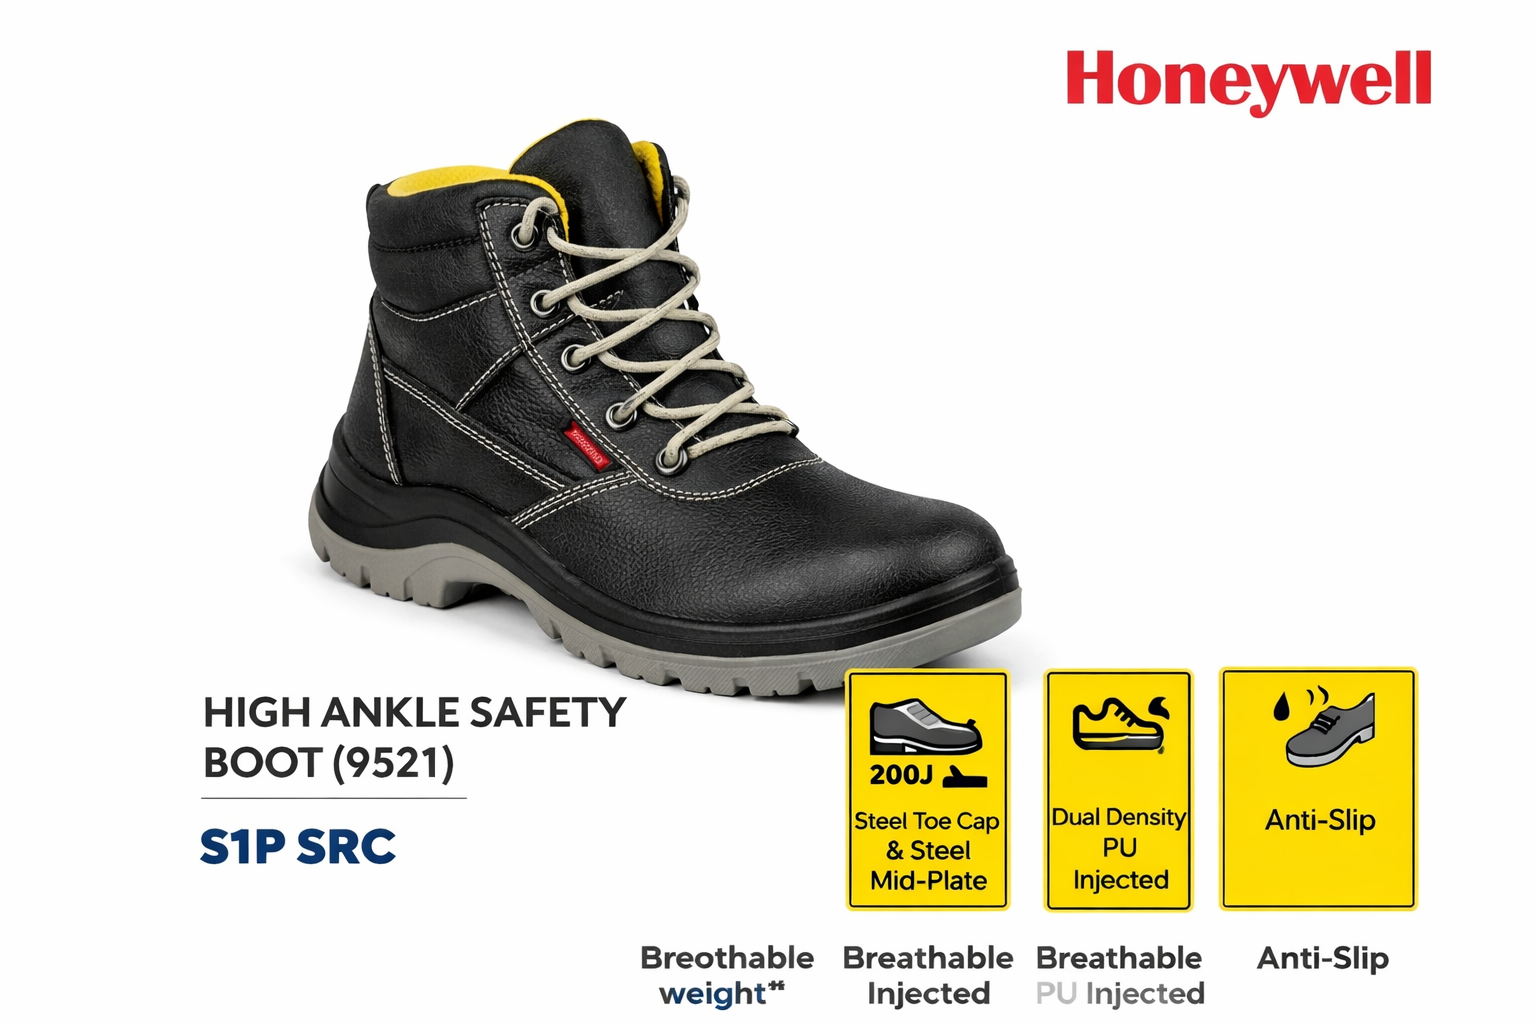 Honeywell
HIGH ANKLE SAFETY
BOOT (9521)
S1P SRC
200J
Steel Toe Cap
& Steel
Mid-Plate
Dual Density
PU
Injected
Anti-Slip
Breothable
weight**
Breathable
Injected
Breathable
PU Injected
Anti-Slip